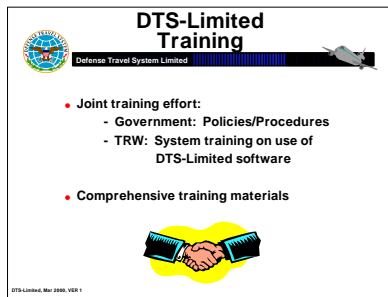 DTS-Limited
Training
Defense Travel System Limited
• Joint training effort:
- Government: Policies/Procedures
- TRW: System training on use of
DTS-Limited software
• Comprehensive training materials
DTS-Limited, Mar 2000, VER 1